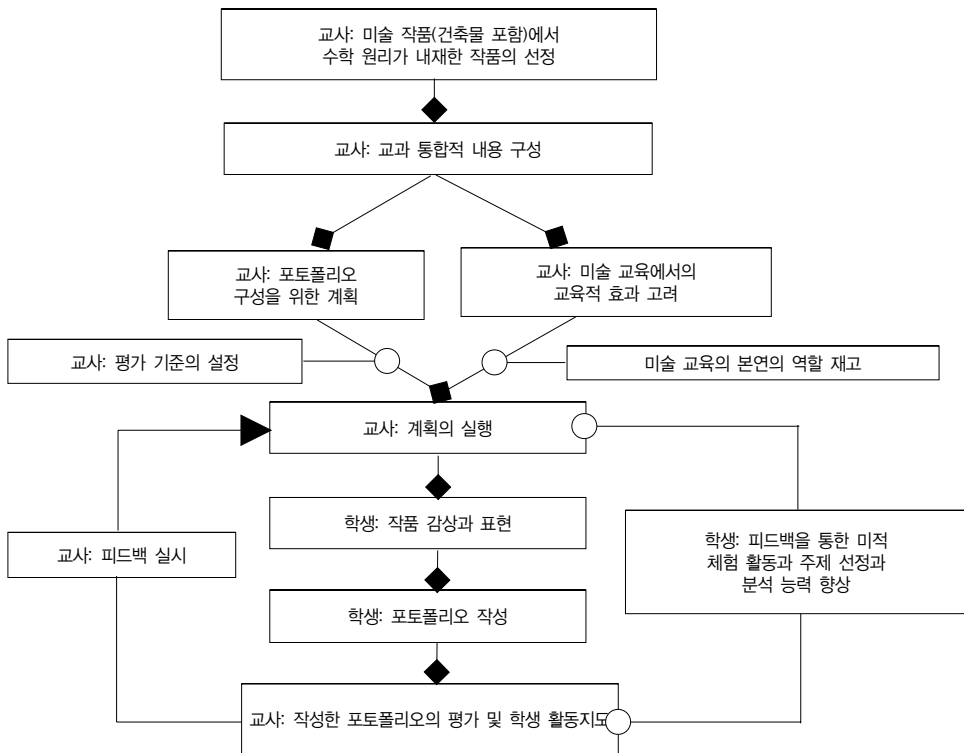 교사: 미술 작품(건축물 포함)에서
수학 원리가 내재한 작품의 선정
교사: 교과 통합적 내용 구성
교사: 포토폴리오
구성을 위한 계획
교사: 미술 교육에서의
교육적 효과 고려
교사: 평가 기준의 설정
미술 교육의 본연의 역할 재고
교사: 계획의 실행
학생: 작품 감상과 표현
교사: 피드백 실시
학생: 피드백을 통한 미적
체험 활동과 주제 선정과
분석 능력 향상
학생: 포토폴리오 작성
교사: 작성한 포토폴리오의 평가 및 학생 활동지도